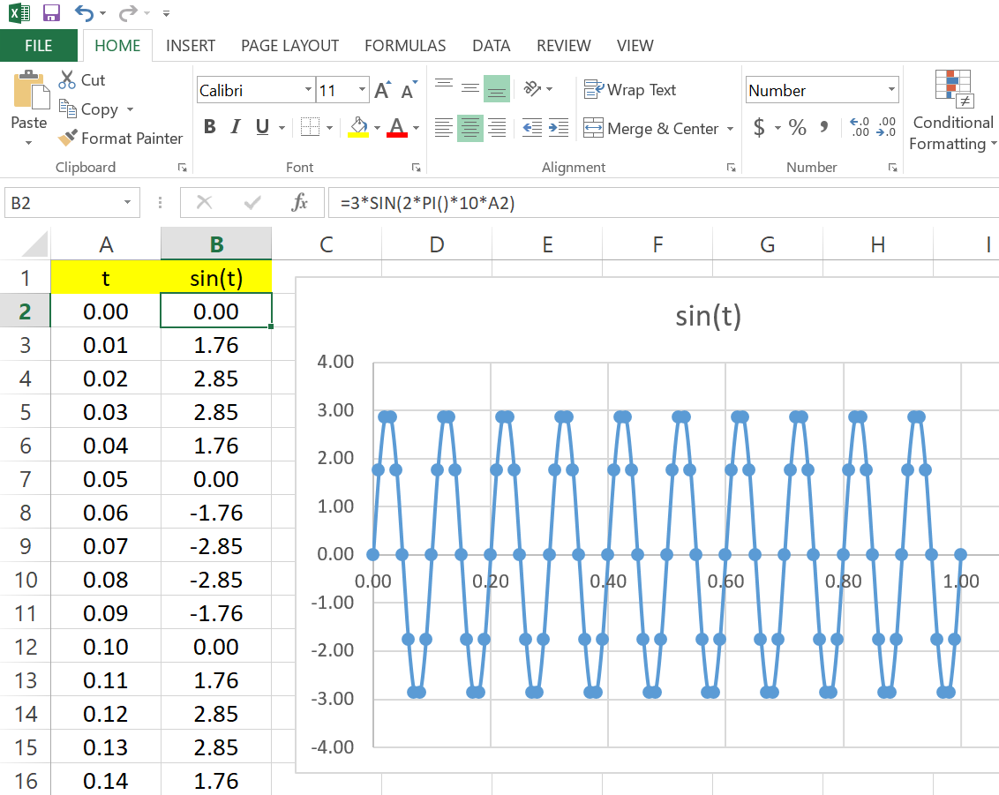 FILE HOME INSERT PAGE LAYOUT FORMULAS DATA REVIEW VIEW
Paste
Cut
Copy
Format Painter
Clipboard
Calibri 11
A A
B I U A
Font
ab
Wrap Text
Merge & Center
Alignment
Number
$ % ,
.0 .00
.00 .0
Number
Conditional
Formatting
B2 fx =3*SIN(2*PI()*10*A2)
A B C D E F G H I
1 t sin(t)
2 0.00 0.00
3 0.01 1.76
4 0.02 2.85
5 0.03 2.85
6 0.04 1.76
7 0.05 0.00
8 0.06 -1.76
9 0.07 -2.85
10 0.08 -2.85
11 0.09 -1.76
12 0.10 0.00
13 0.11 1.76
14 0.12 2.85
15 0.13 2.85
16 0.14 1.76
sin(t)
4.00
3.00
2.00
1.00
0.00
-1.00
-2.00
-3.00
-4.00
0.00 0.20 0.40 0.60 0.80 1.00